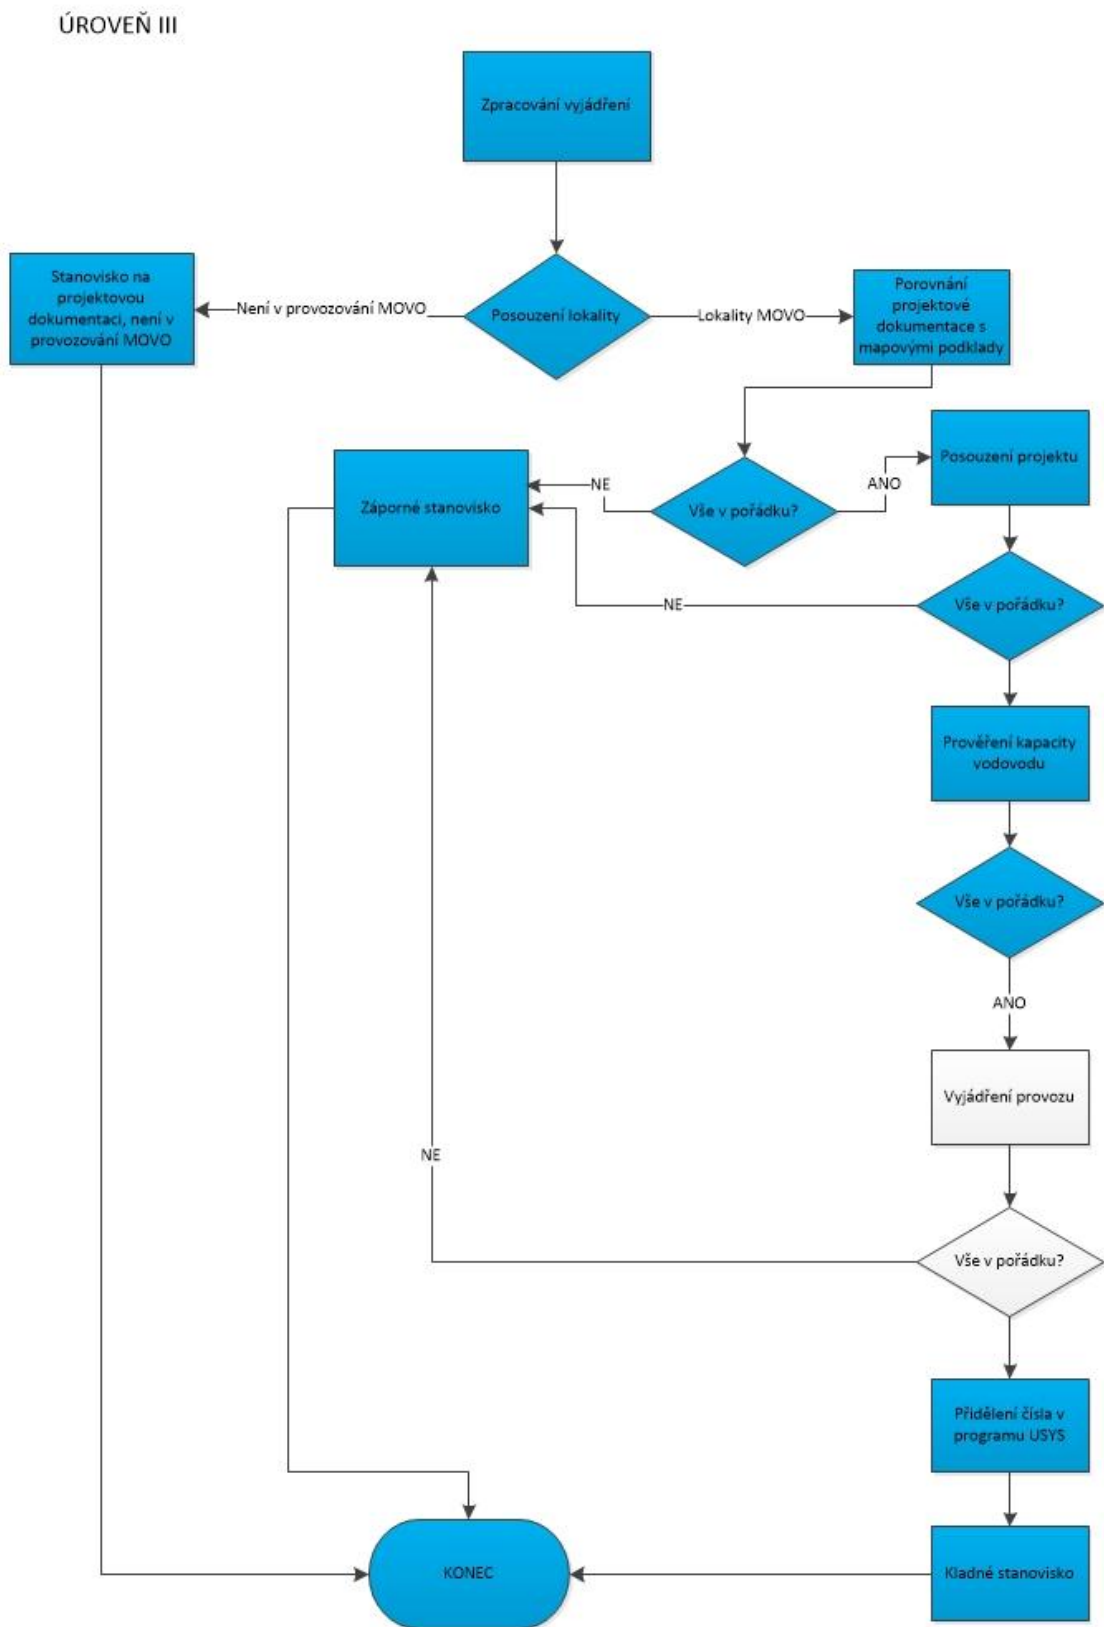 ÚROVEŇ III
Zpracování vyjádření
Stanovisko na
projektovou
dokumentaci, není v
provozování MOVO
Není v provozování MOVO
Posouzení lokality
Lokality MOVO
Porovnání
projektové
dokumentace s
mapovými podklady
Záporné stanovisko
NE
Vše v pořádku?
ANO
Posouzení projektu
NE
Vše v pořádku?
Prověření kapacity
vodovodu
Vše v pořádku?
ANO
Vyjádření provozu
NE
Vše v pořádku?
Přidělení čísla v
programu USYS
KONEC
Kladné stanovisko